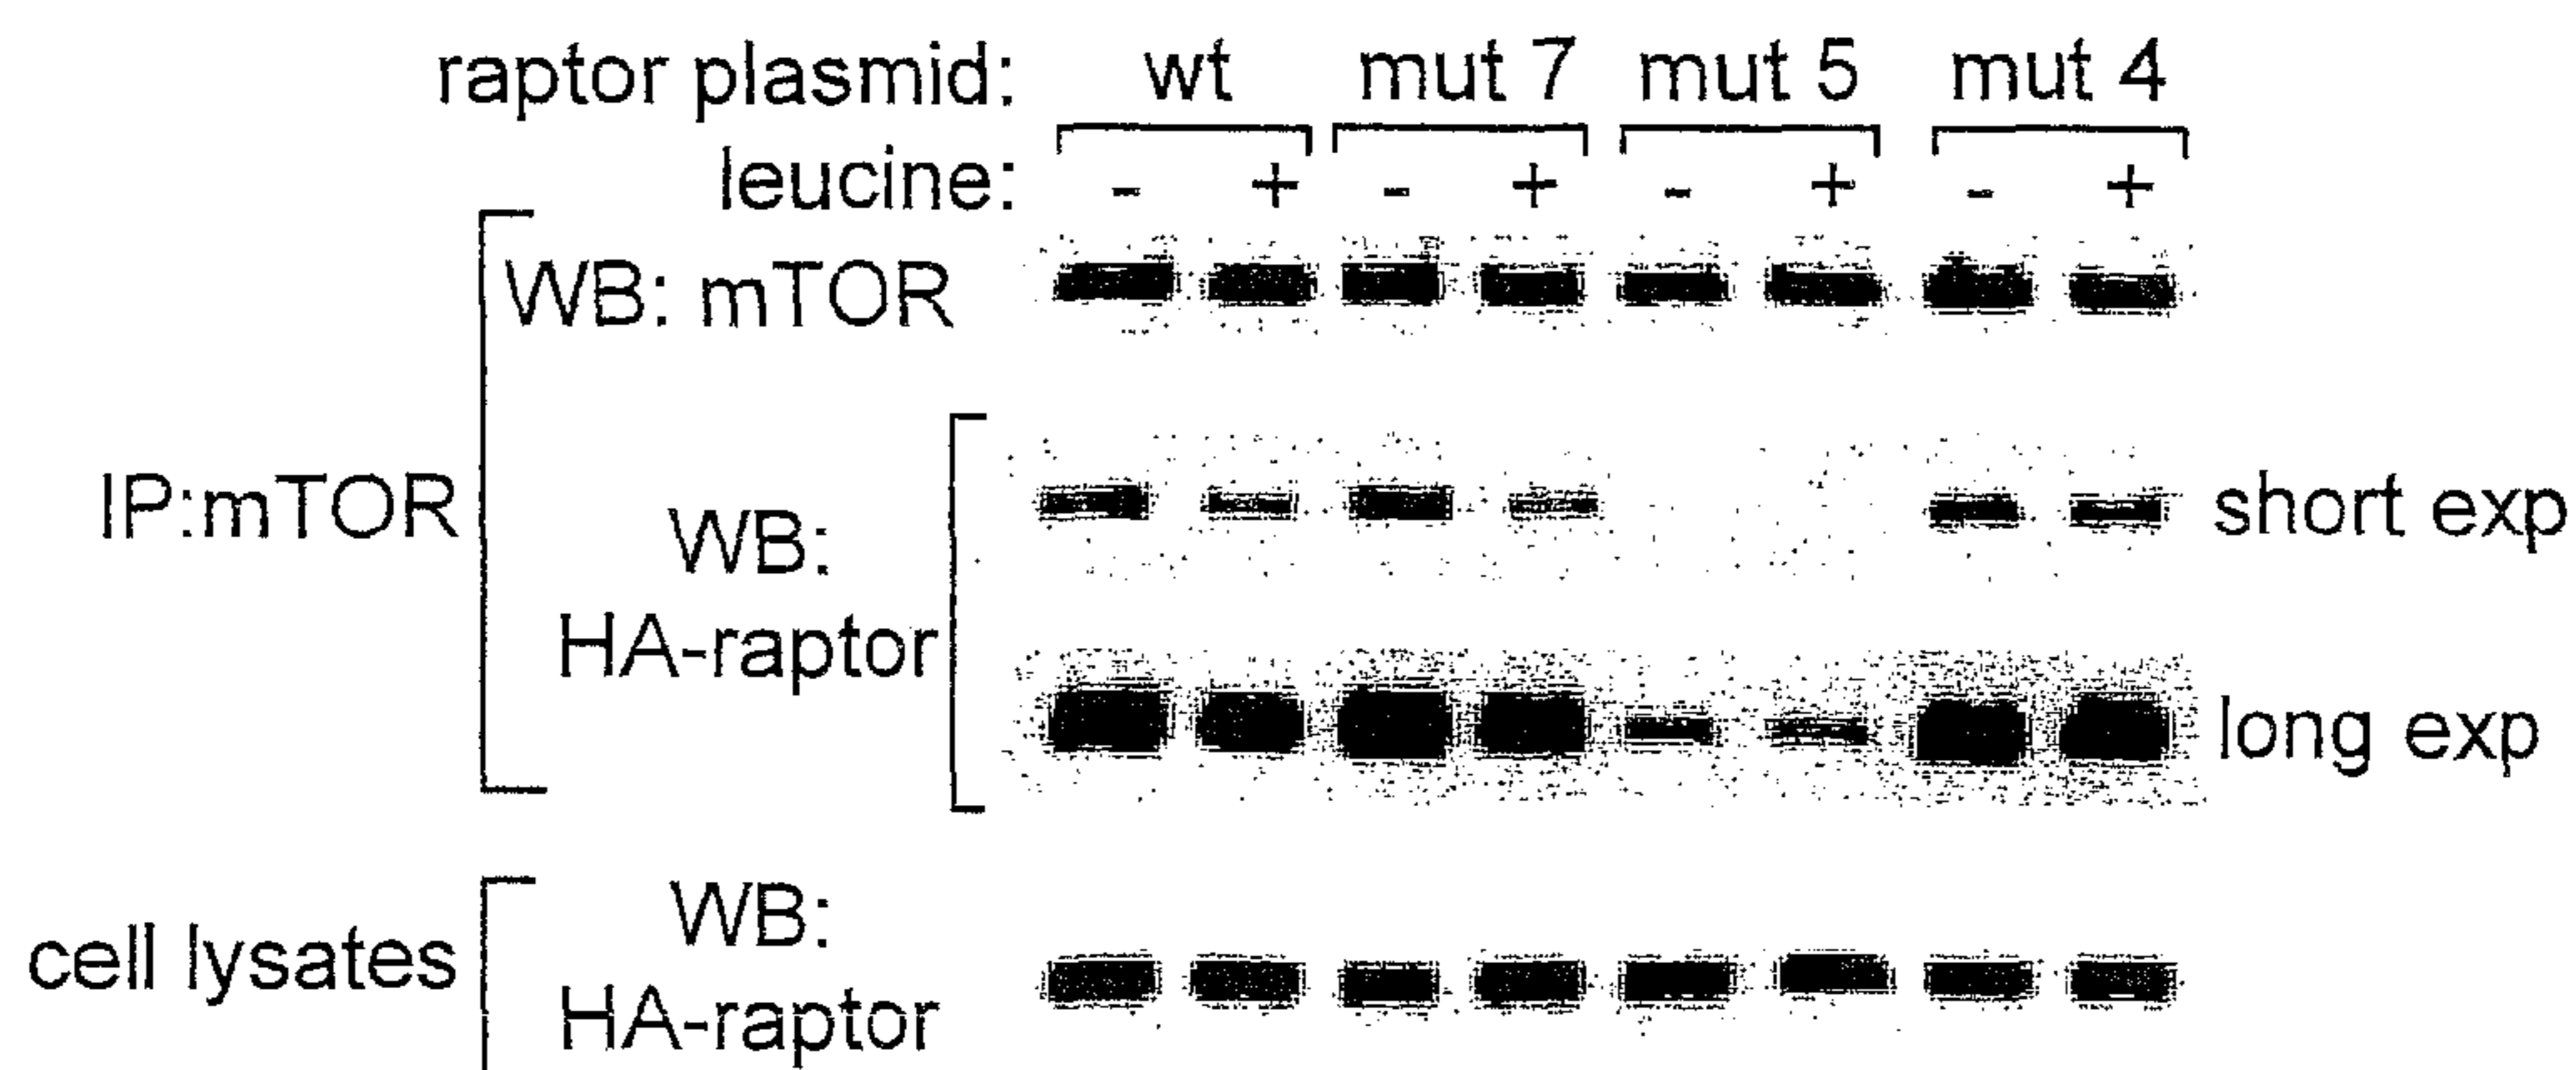 raptor plasmid: wt mut 7 mut 5 mut 4
leucine: - + - + - + - +
WB: mTOR
IP:mTOR
WB:
HA-raptor
short exp
long exp
cell lysates
WB:
HA-raptor